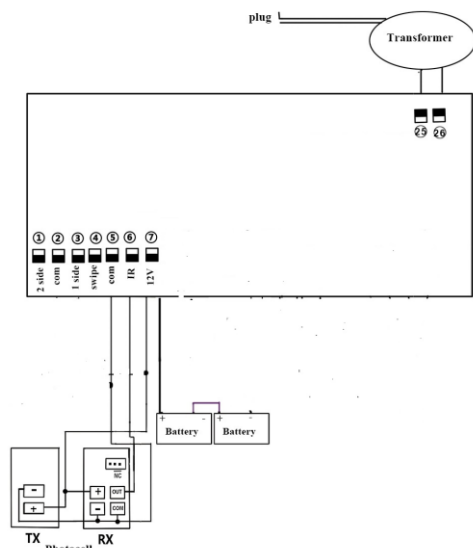 plug
Transformer
25 26
1 2 3 4 5 6 7
2 side com 1 side swipe com IR 12V
+ - + -
Battery Battery
NC
- + OUT
+ - COM
TX RX
Photocell